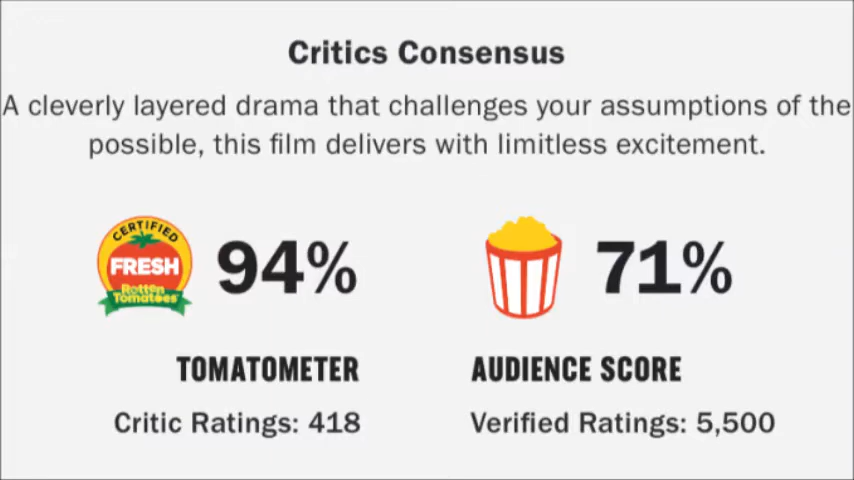 Critics Consensus
A cleverly layered drama that challenges your assumptions of the
possible, this film delivers with limitless excitement.
CERTIFIED
FRESH
Rotten
Tomatoes
94%
71%
TOMATOMETER
AUDIENCE SCORE
Critic Ratings: 418
Verified Ratings: 5,500